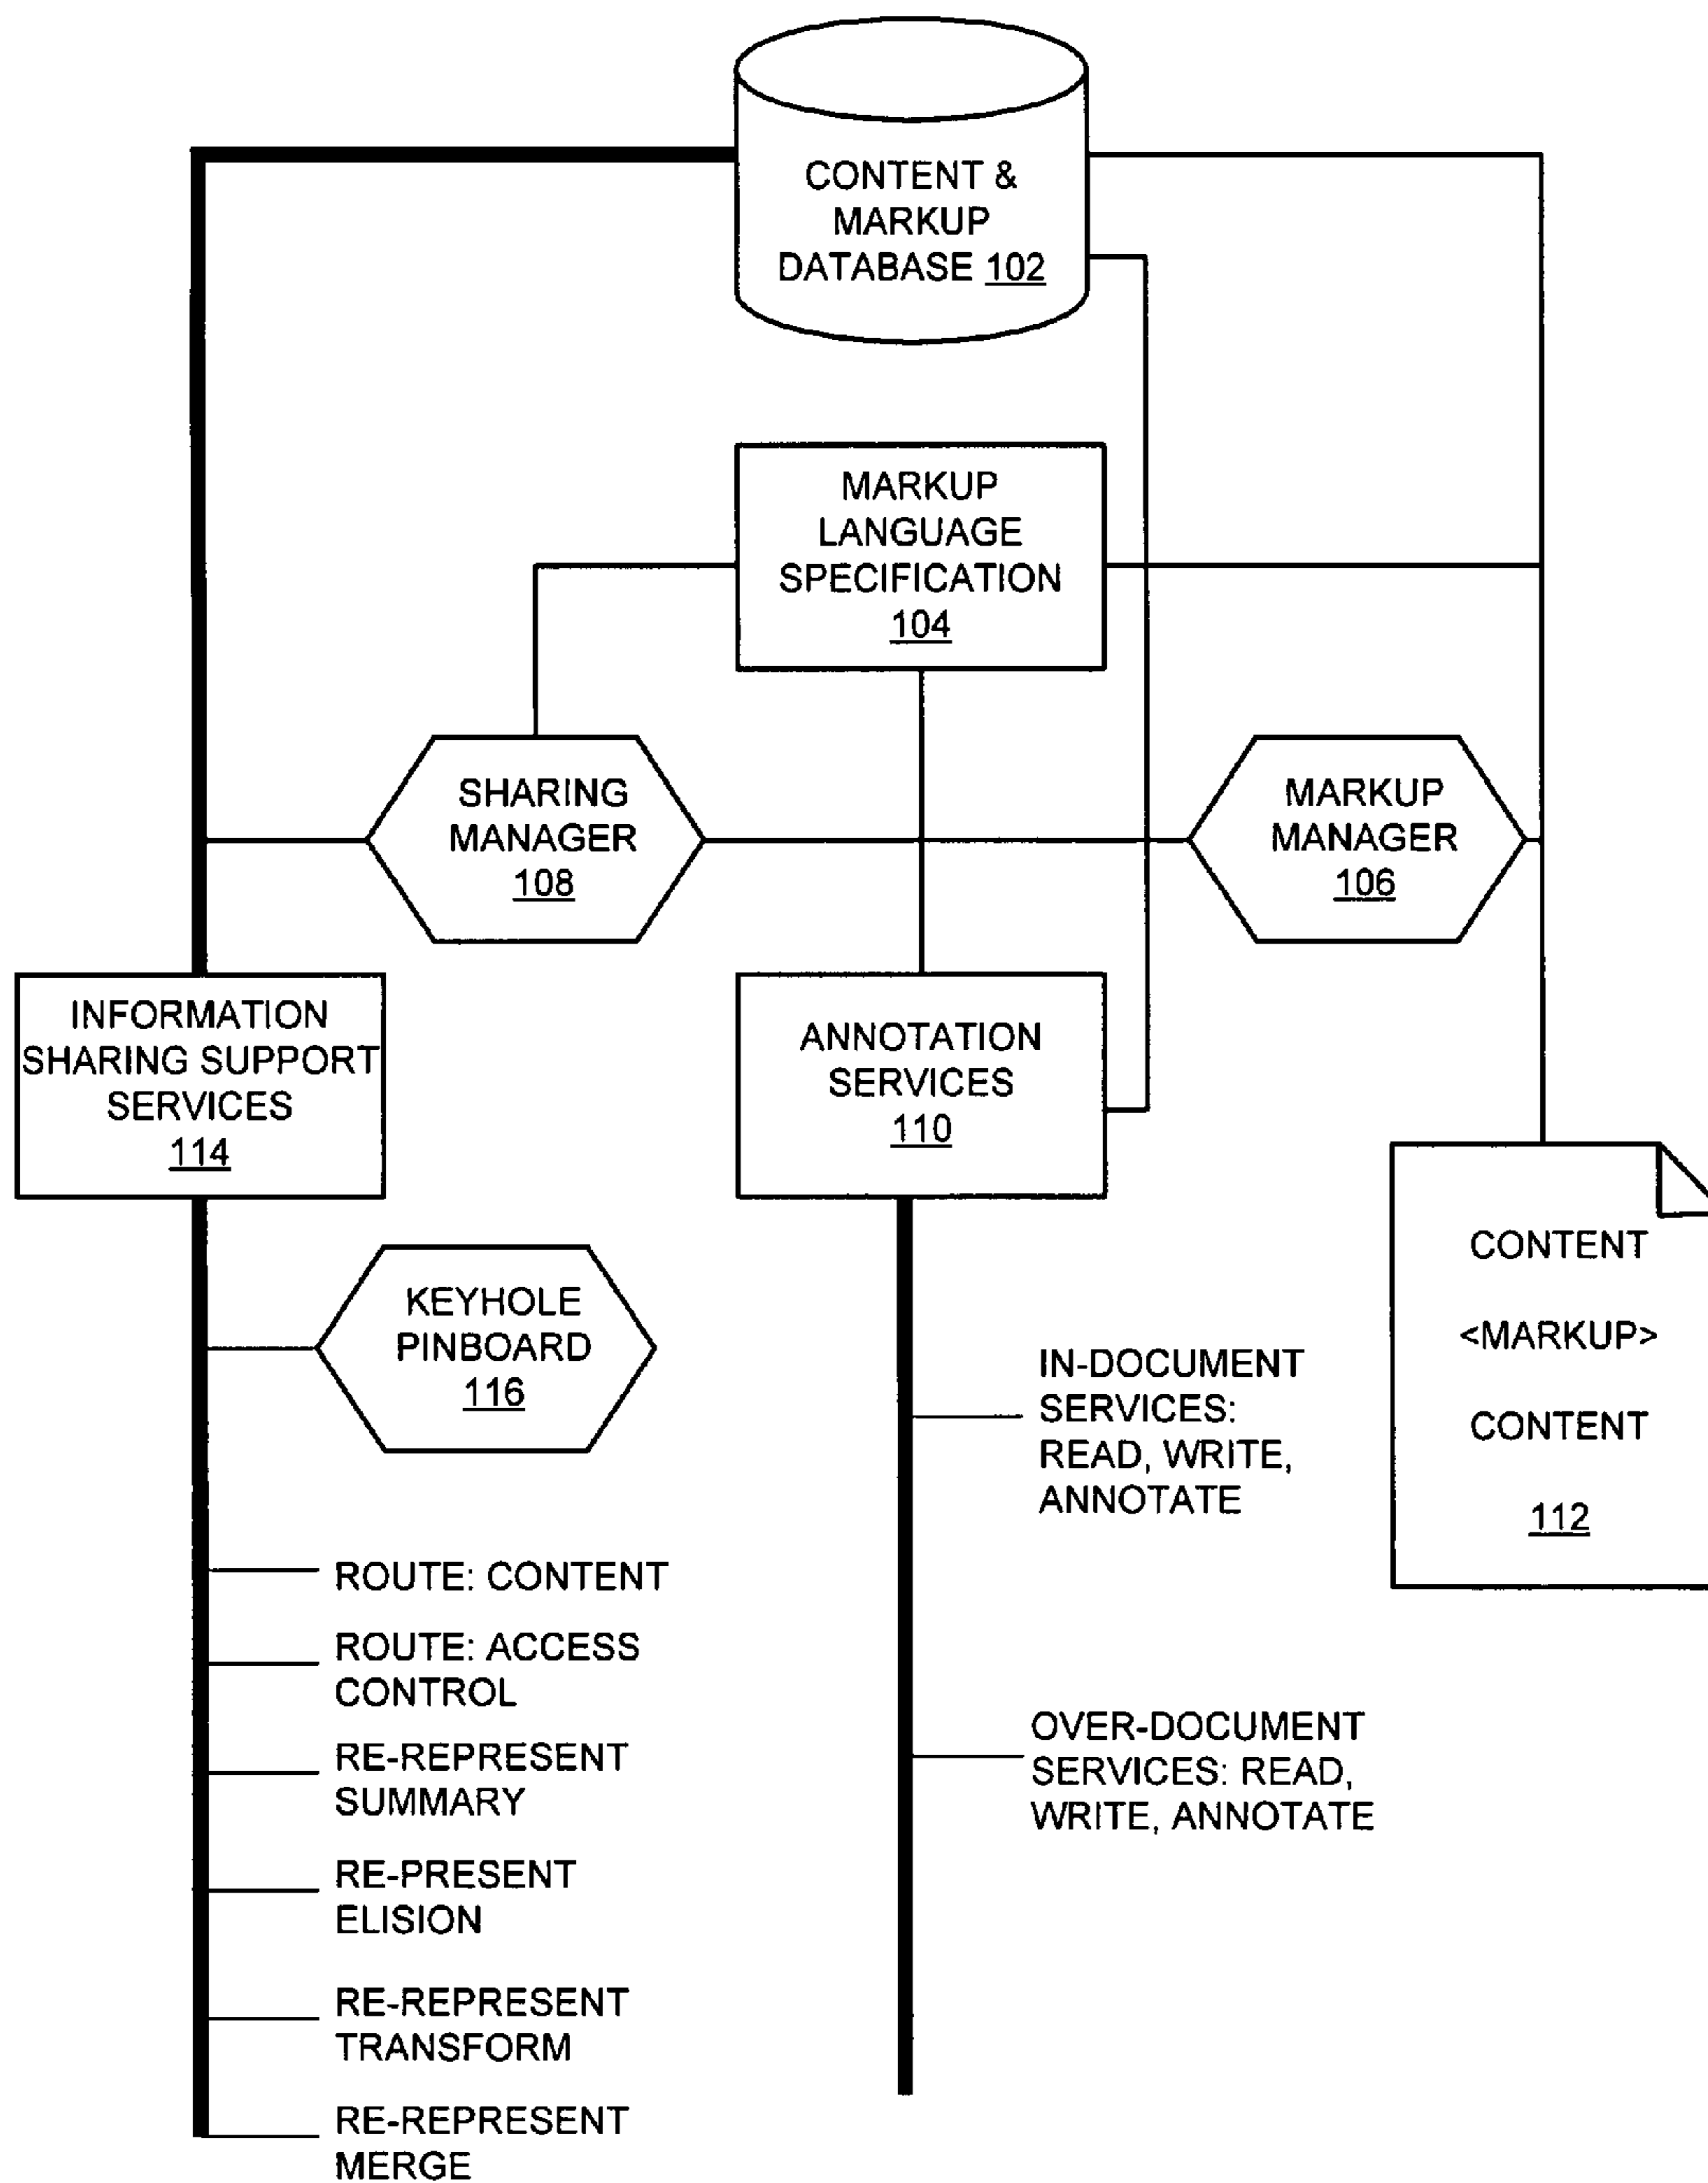 CONTENT &
MARKUP
DATABASE 102
MARKUP
LANGUAGE
SPECIFICATION
104
SHARING
MANAGER
108
MARKUP
MANAGER
106
INFORMATION
SHARING SUPPORT
SERVICES
114
ANNOTATION
SERVICES
110
KEYHOLE
PINBOARD
116
CONTENT
<MARKUP>
CONTENT
112
IN-DOCUMENT
SERVICES:
READ, WRITE,
ANNOTATE
ROUTE: CONTENT
ROUTE: ACCESS
CONTROL
RE-REPRESENT
SUMMARY
RE-PRESENT
ELISION
RE-REPRESENT
TRANSFORM
RE-REPRESENT
MERGE
OVER-DOCUMENT
SERVICES: READ,
WRITE, ANNOTATE